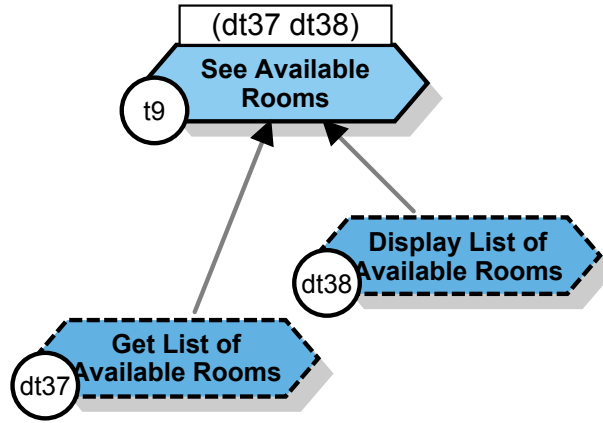 (dt37 dt38)
See Available
Rooms
t9
Display List of
Available Rooms
dt38
Get List of
Available Rooms
dt37